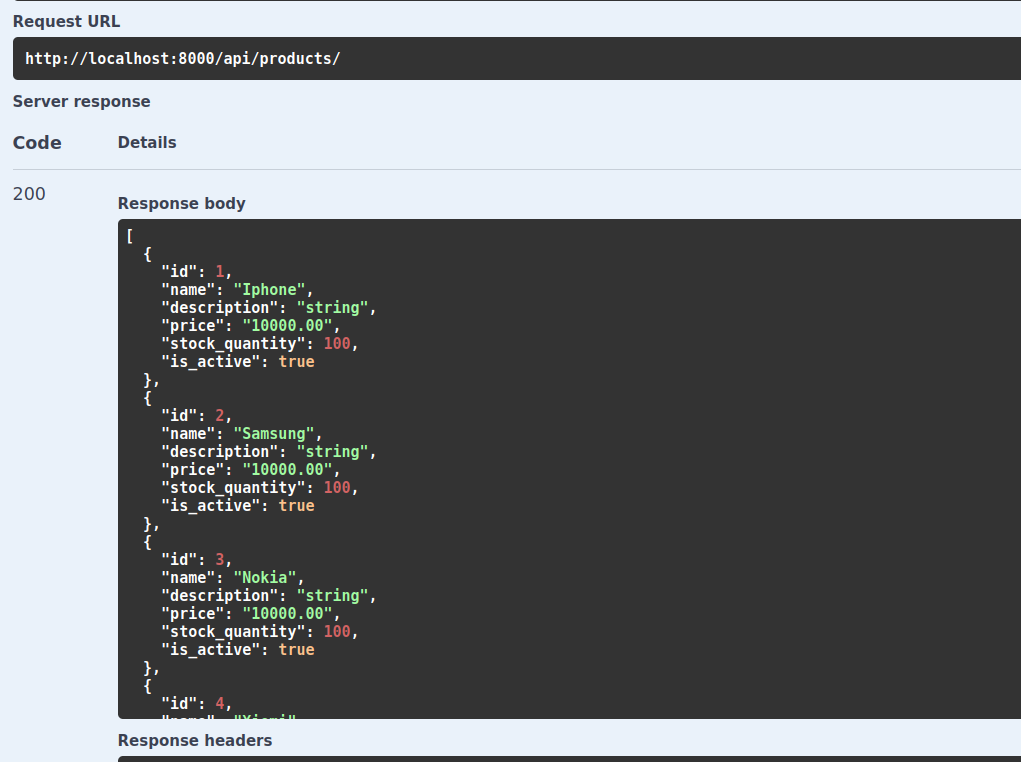 Request URL
http://localhost:8000/api/products/
Server response
Code Details
200
Response body
[
  {
    "id": 1,
    "name": "Iphone",
    "description": "string",
    "price": "10000.00",
    "stock_quantity": 100,
    "is_active": true
  },
  {
    "id": 2,
    "name": "Samsung",
    "description": "string",
    "price": "10000.00",
    "stock_quantity": 100,
    "is_active": true
  },
  {
    "id": 3,
    "name": "Nokia",
    "description": "string",
    "price": "10000.00",
    "stock_quantity": 100,
    "is_active": true
  },
  {
    "id": 4,
Response headers